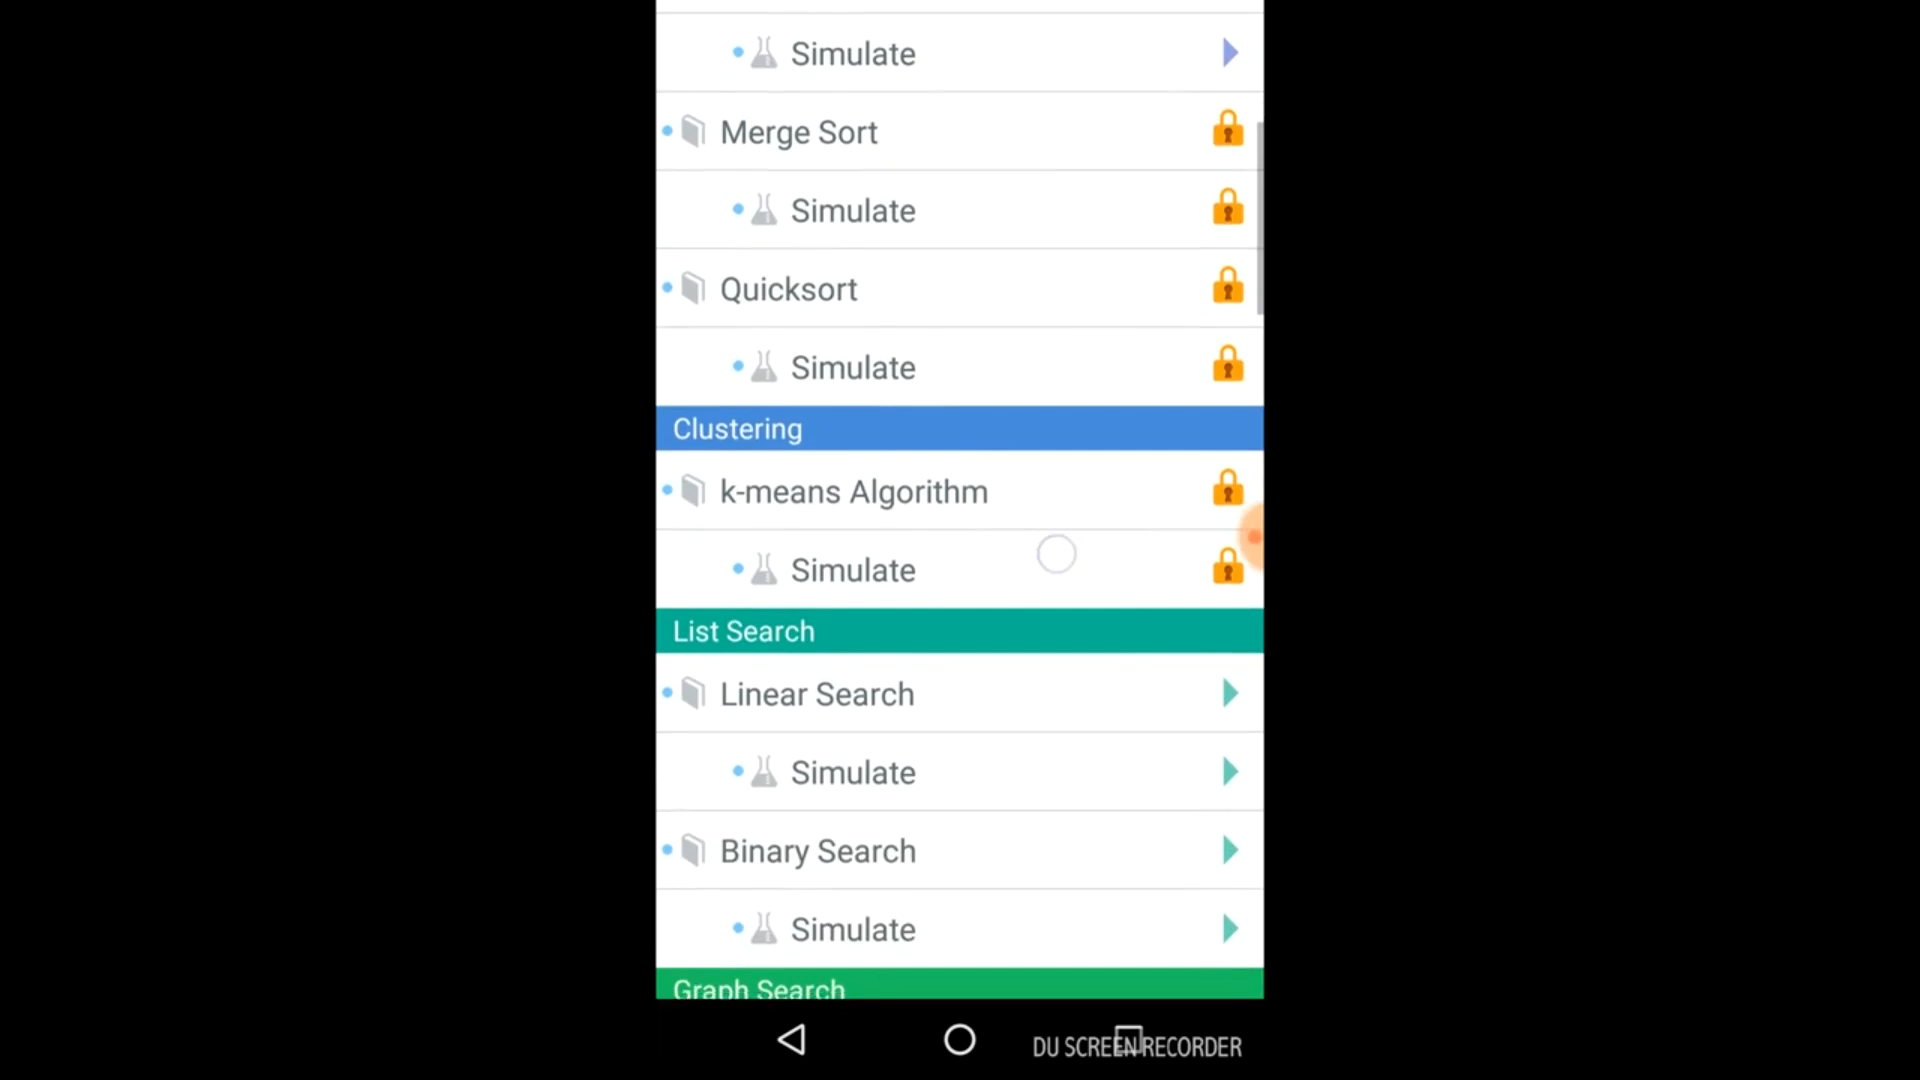 Simulate
Merge Sort
Simulate
Quicksort
Simulate
Clustering
k-means Algorithm
Simulate
List Search
Linear Search
Simulate
Binary Search
Simulate
Graph Search
DU SCREEN RECORDER